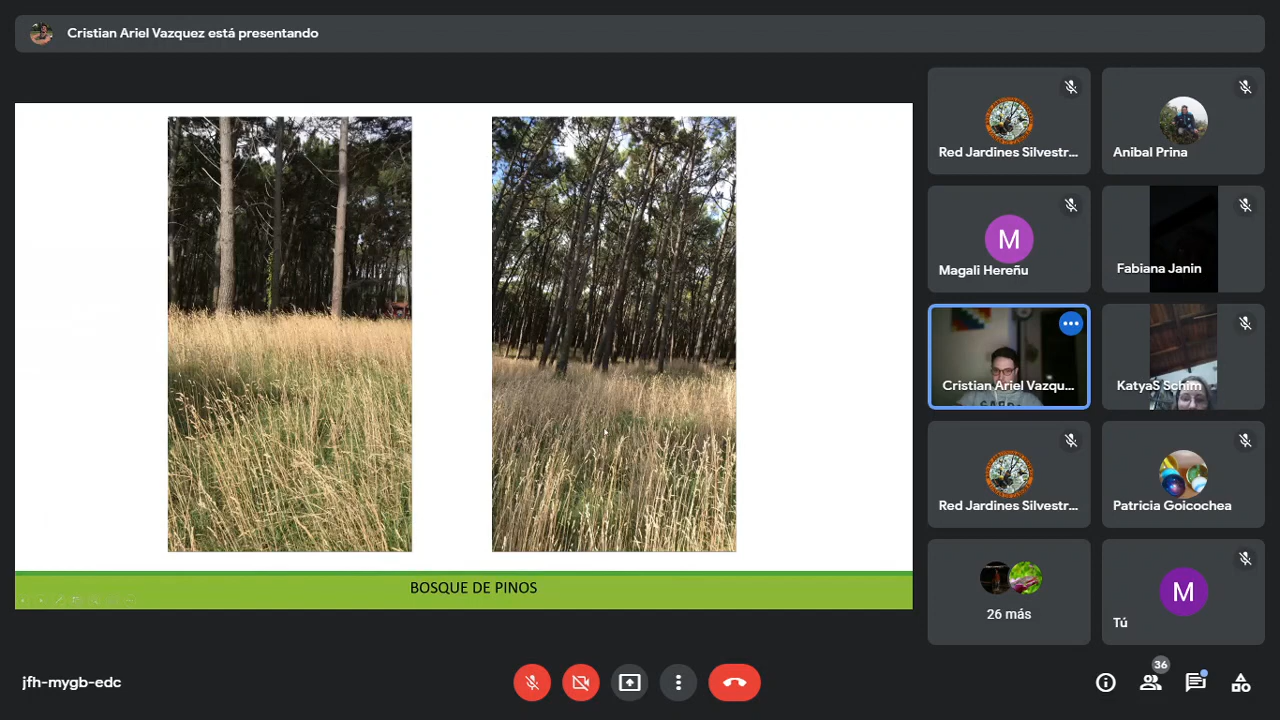 Cristian Ariel Vazquez está presentando
Red Jardines Silvestr...
Anibal Prina
M
Magali Hereñu
Fabiana Janin
Cristian Ariel Vazqu...
KatyaS Schim
Red Jardines Silvestr...
Patricia Goicochea
26 más
M
Tú
BOSQUE DE PINOS
jfh-mygb-edc
36